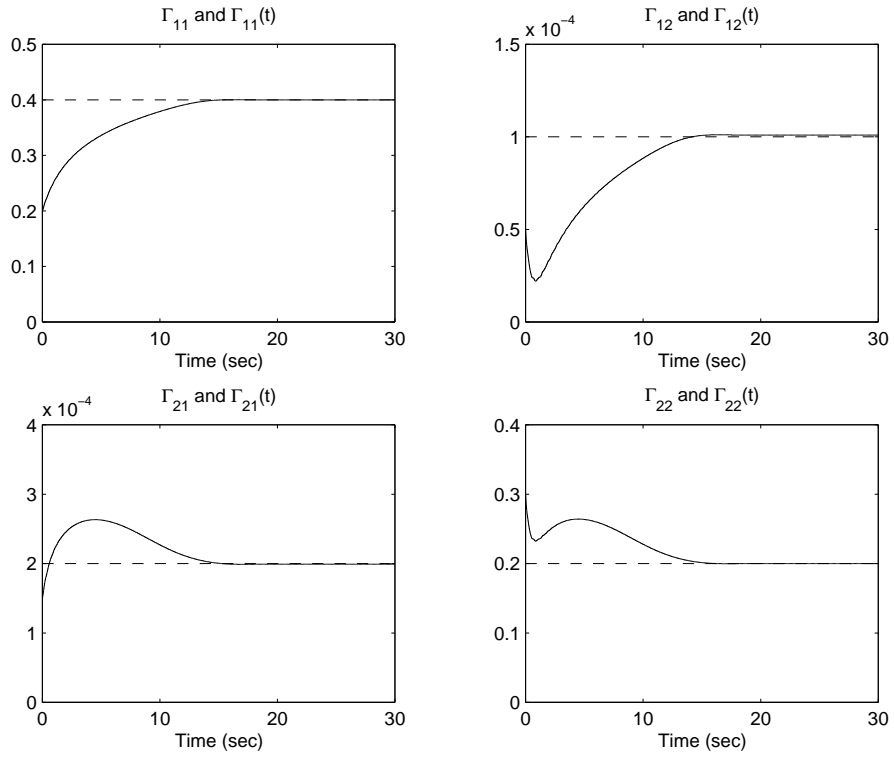 Γ₁₁ and Γ₁₁(t)
0.5
0.4
0.3
0.2
0.1
0
0 10 20 30
Time (sec)
Γ₁₂ and Γ₁₂(t)
x 10⁻⁴
1.5
1
0.5
0
0 10 20 30
Time (sec)
Γ₂₁ and Γ₂₁(t)
x 10⁻⁴
4
3
2
1
0
0 10 20 30
Time (sec)
Γ₂₂ and Γ₂₂(t)
0.4
0.3
0.2
0.1
0
0 10 20 30
Time (sec)